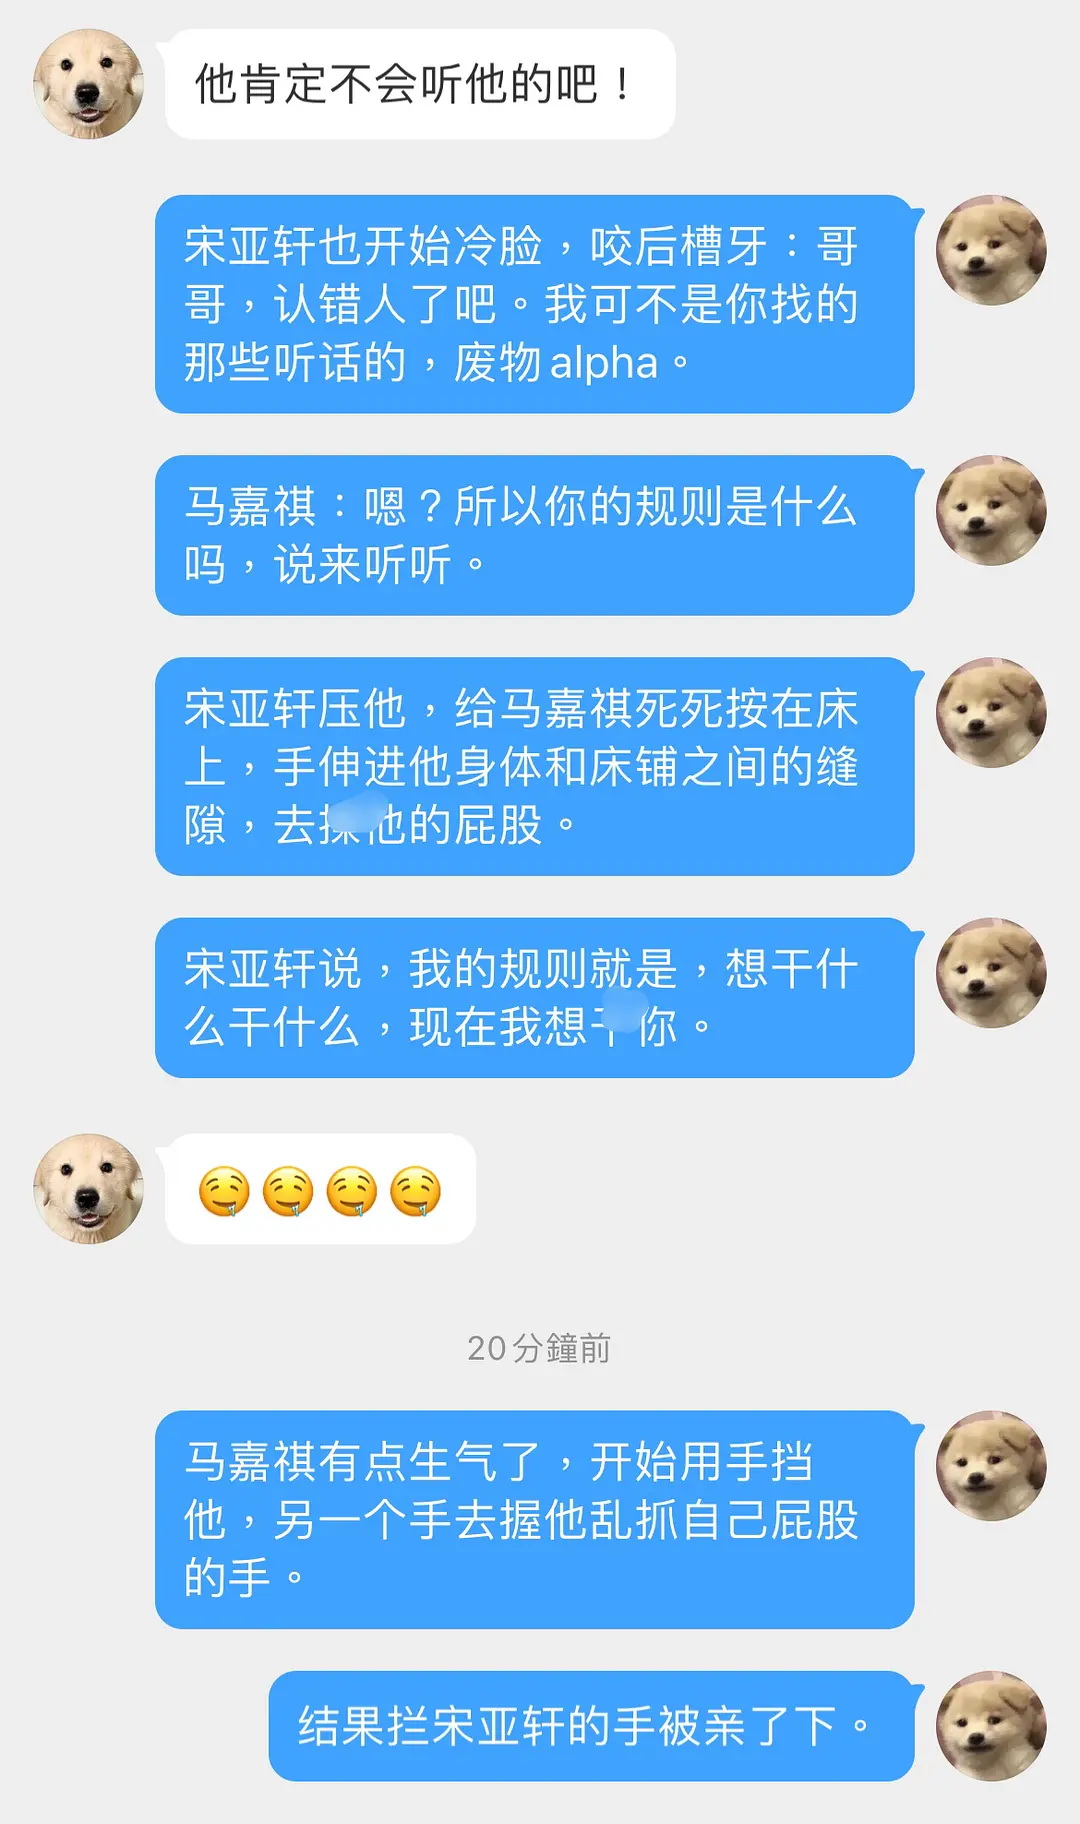 他肯定不会听他的吧！
宋亚轩也开始冷脸，咬后槽牙：哥
哥，认错人了吧。我可不是你找的
那些听话的，废物alpha。
马嘉祺：嗯？所以你的规则是什么
吗，说来听听。
宋亚轩压他，给马嘉祺死死按在床
上，手伸进他身体和床铺之间的缝
隙，去揉他的屁股。
宋亚轩说，我的规则就是，想干什
么干什么，现在我想干你。
🤤🤤🤤🤤
20分鐘前
马嘉祺有点生气了，开始用手挡
他，另一个手去握他乱抓自己屁股
的手。
结果拦宋亚轩的手被亲了下。